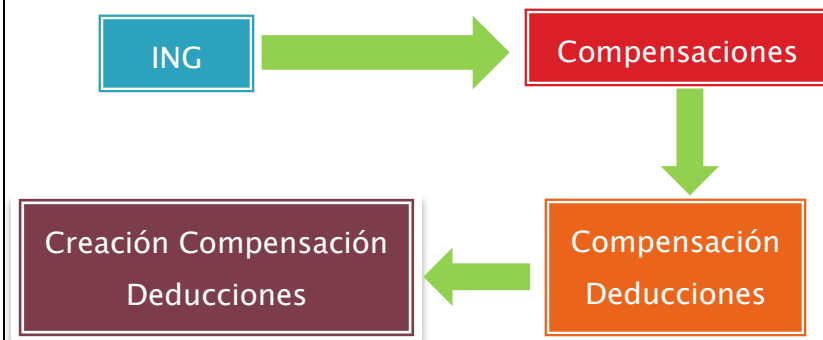 ING
Compensaciones
Creación Compensación
Deducciones
Compensación
Deducciones